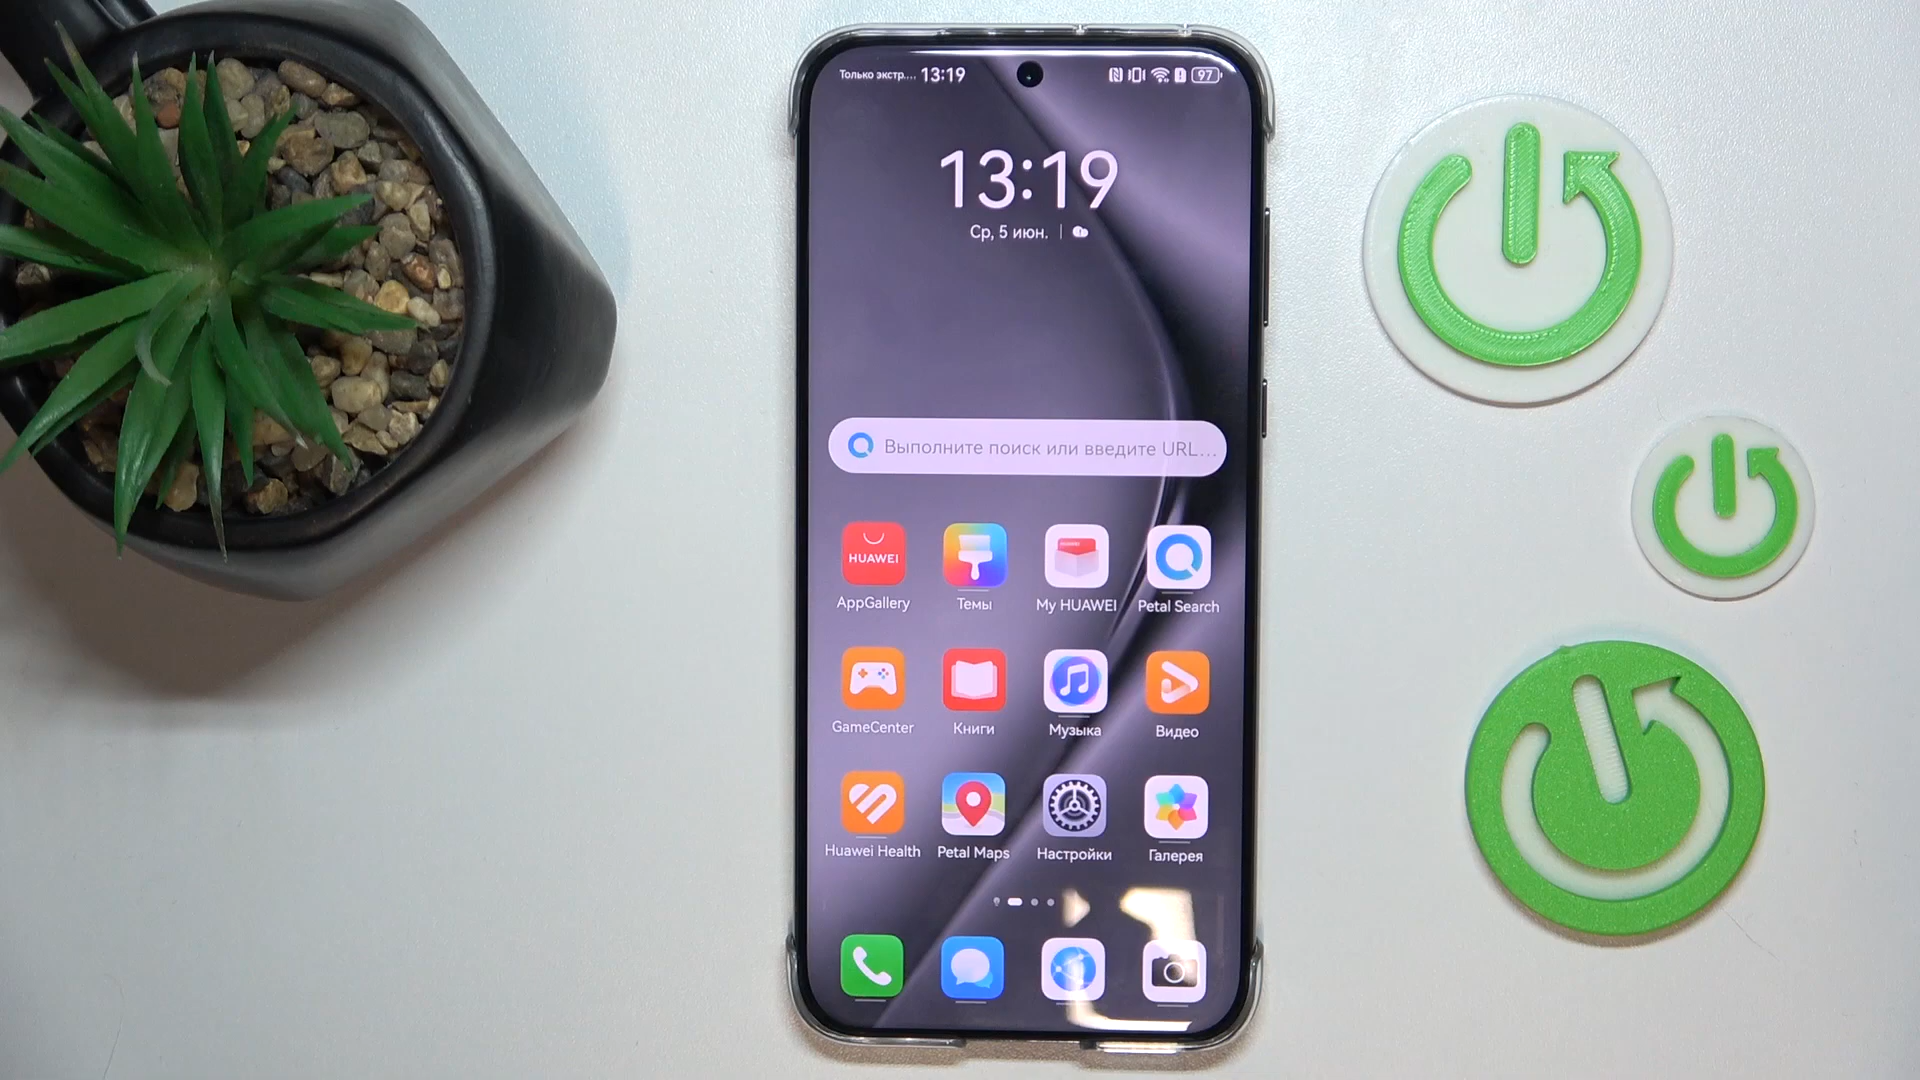 Только экстр.... 13:19
97
13:19
Ср, 5 июн.
Выполните поиск или введите URL...
HUAWEI
AppGallery
Темы
My HUAWEI
Petal Search
GameCenter
Книги
Музыка
Видео
Huawei Health
Petal Maps
Настройки
Галерея